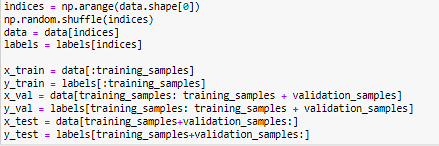 indices = np.arange(data.shape[0])
np.random.shuffle(indices)
data = data[indices]
labels = labels[indices]
x_train = data[:training_samples]
y_train = labels[:training_samples]
x_val = data[training_samples: training_samples + validation_samples]
y_val = labels[training_samples: training_samples + validation_samples]
x_test = data[training_samples+validation_samples:]
y_test = labels[training_samples+validation_samples:]